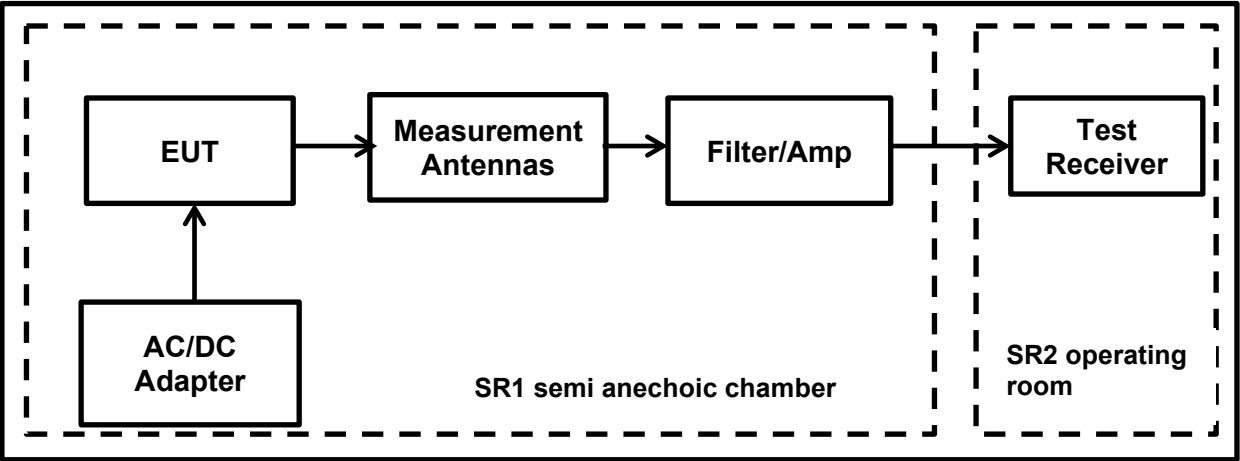 EUT
Measurement
Antennas
Filter/Amp
Test
Receiver
AC/DC
Adapter
SR1 semi anechoic chamber
SR2 operating
room